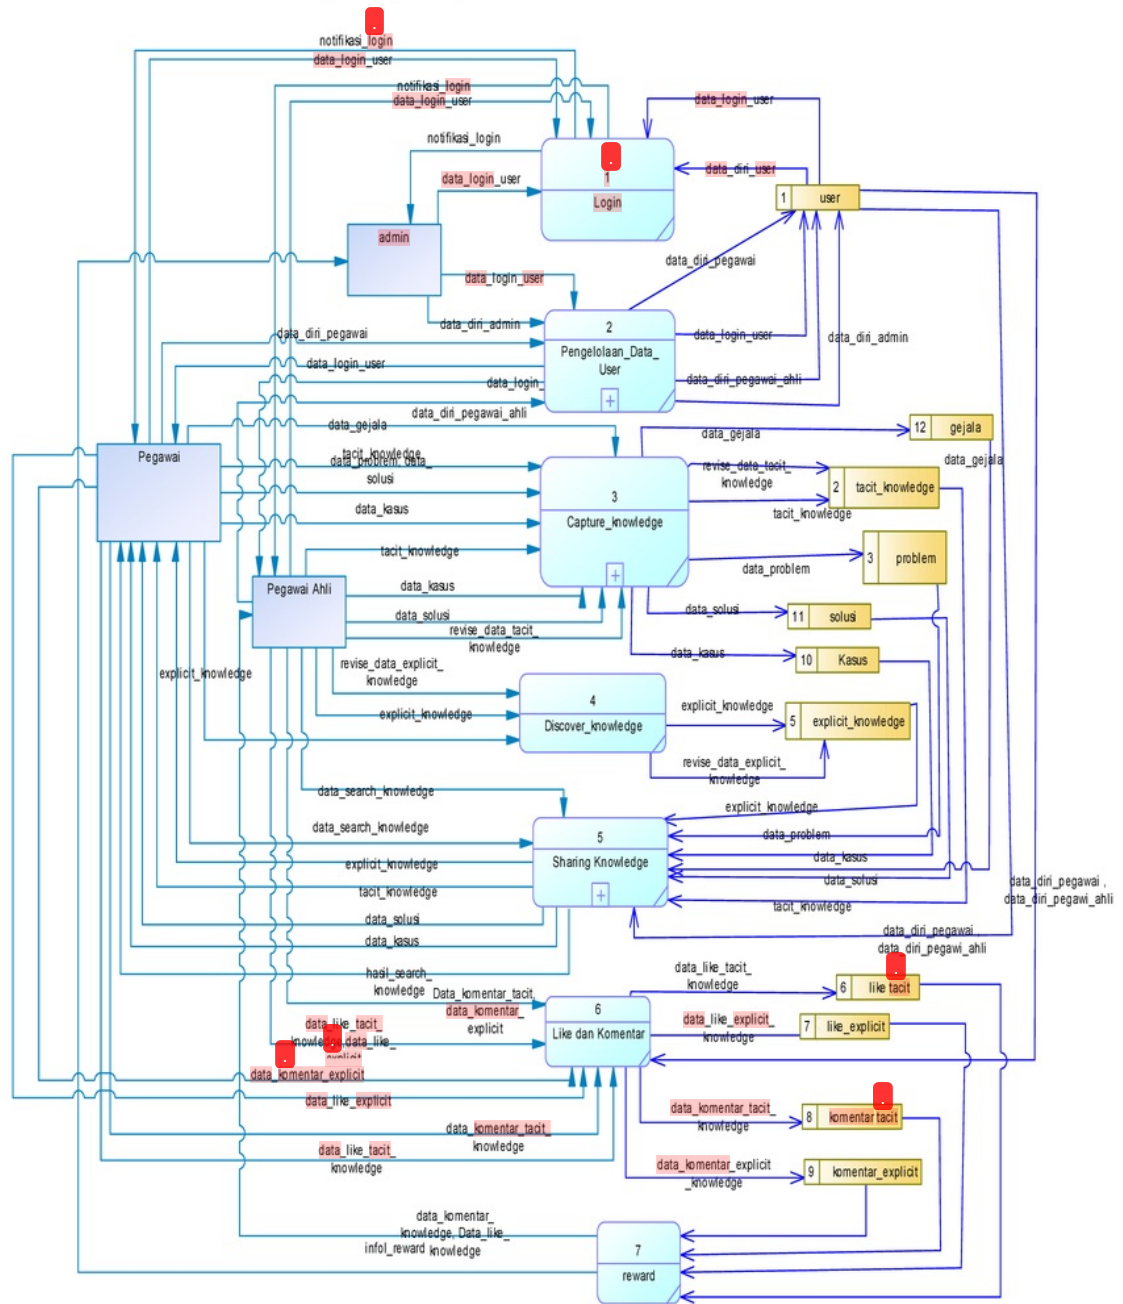 notifikasi_login
data_login_user
notifikasi_login
data_login_user
data_login_user
notifikasi_login
1
Login
data_login_user
data_diri_user
1 user
admin
data_login_user
data_diri_pegawai
data_diri_admin
2
Pengelolaan_Data_
User
data_diri_pegawai
data_login_user
data_diri_admin
data_login_user
data_login_
data_diri_pegawai_ahli
data_diri_pegawai_ahli
data_gejala
data_gejala
12 gejala
data_gejala
Pegawai
tacit_knowledge
data_problem, data_
solusi
data_kasus
3
Capture_knowledge
revise_data_tacit_
knowledge
2 tacit_knowledge
tacit_knowledge
tacit_knowledge
data_problem
3 problem
Pegawai Ahli
data_kasus
data_solusi
revise_data_tacit_
knowledge
data_solusi
11 solusi
data_kasus
10 Kasus
explicit_knowledge
revise_data_explicit_
knowledge
explicit_knowledge
4
Discover_knowledge
explicit_knowledge
5 explicit_knowledge
revise_data_explicit_
knowledge
data_search_knowledge
explicit_knowledge
data_search_knowledge
5
Sharing Knowledge
data_problem
data_kasus
explicit_knowledge
tacit_knowledge
data_solusi
tacit_knowledge
data_diri_pegawai ,
data_diri_pegawi_ahli
data_solusi
data_kasus
data_diri_pegawai ,
data_diri_pegawi_ahli
hasil_search_
knowledge
data_like_tacit_
knowledge
6 like tacit
Data_komentar_tacit,
data_komentar_
explicit
6
Like dan Komentar
data_like_explicit_
knowledge
7 like_explicit
data_like_tacit_
knowledge,data_like_
explicit
data_komentar_explicit
data_like_explicit
data_komentar_tacit_
knowledge
data_komentar_tacit_
knowledge
8 komentar tacit
data_like_tacit_
knowledge
data_komentar_explicit
_knowledge
9 komentar_explicit
data_komentar_
knowledge, Data_like_
knowledge
infol_reward
7
reward